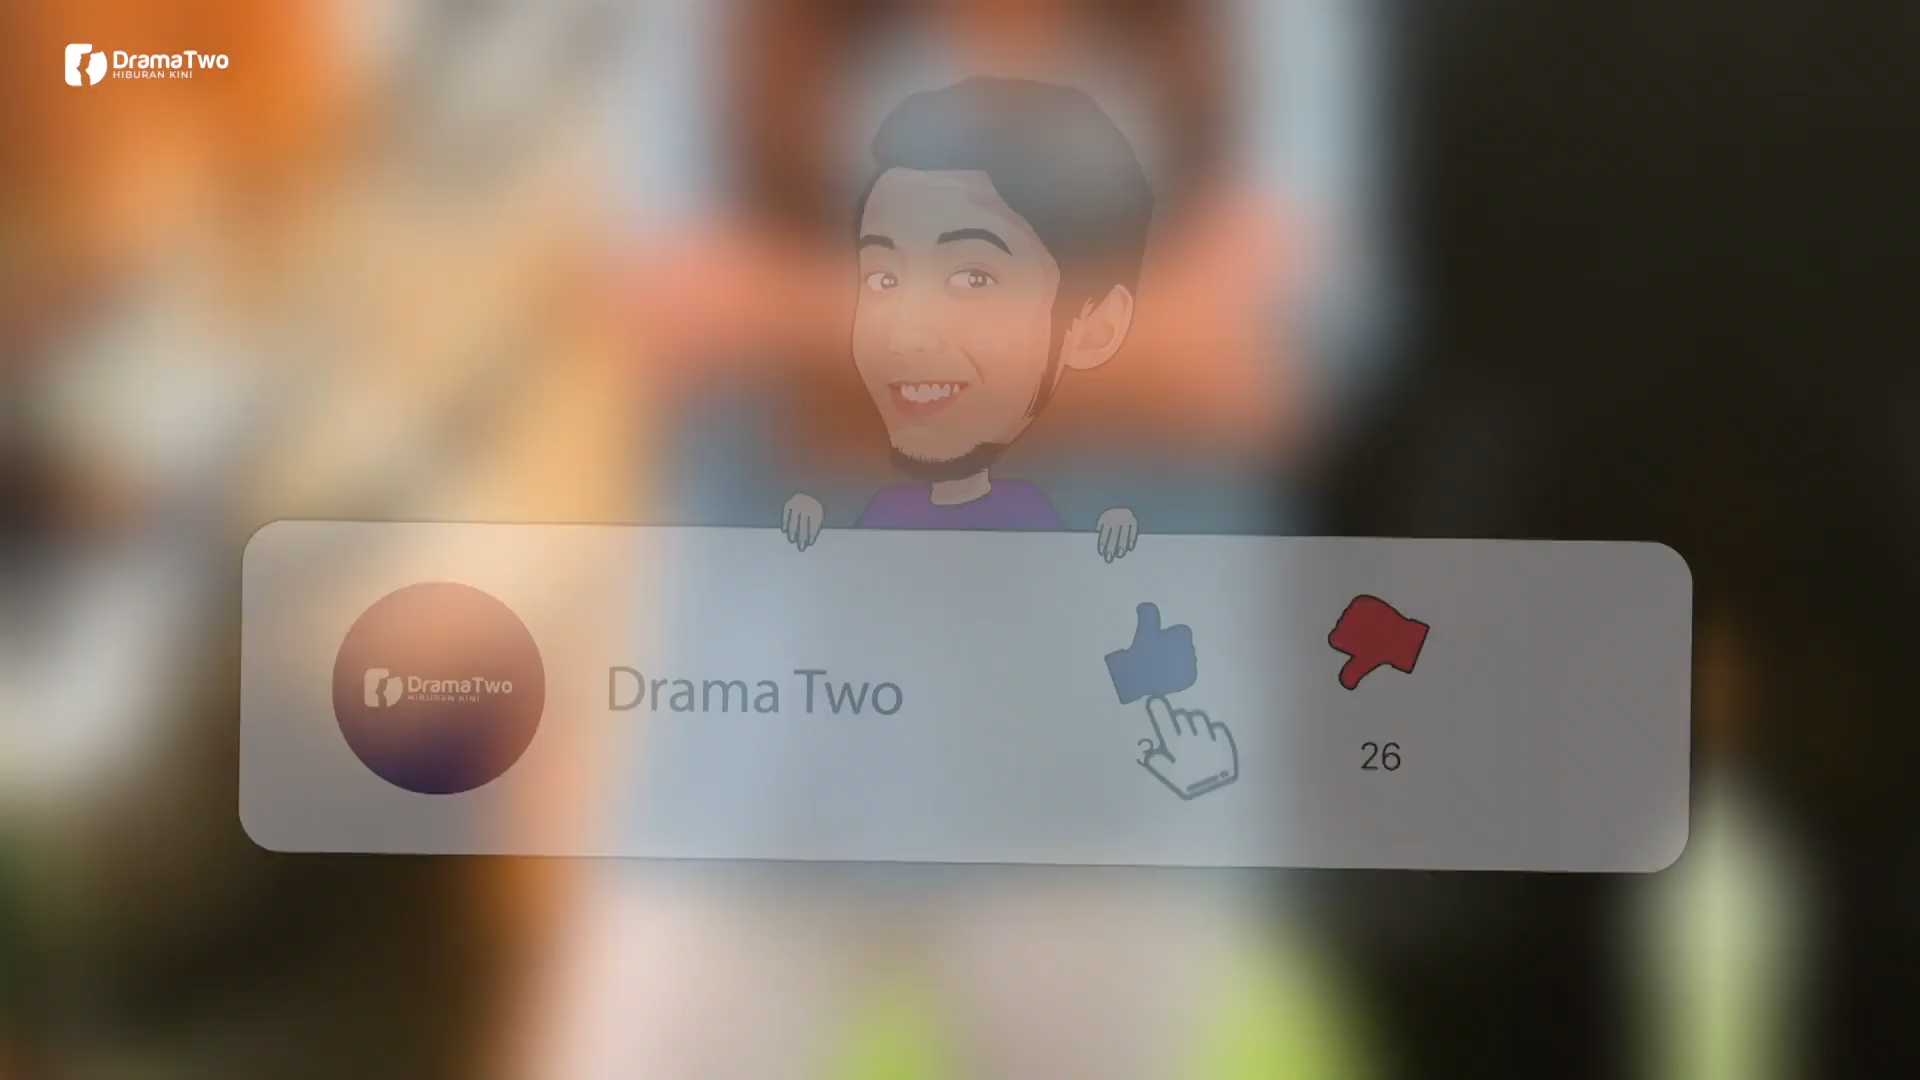 DramaTwo
HIBURAN KINI
DramaTwo
HIBURAN KINI
Drama Two
26